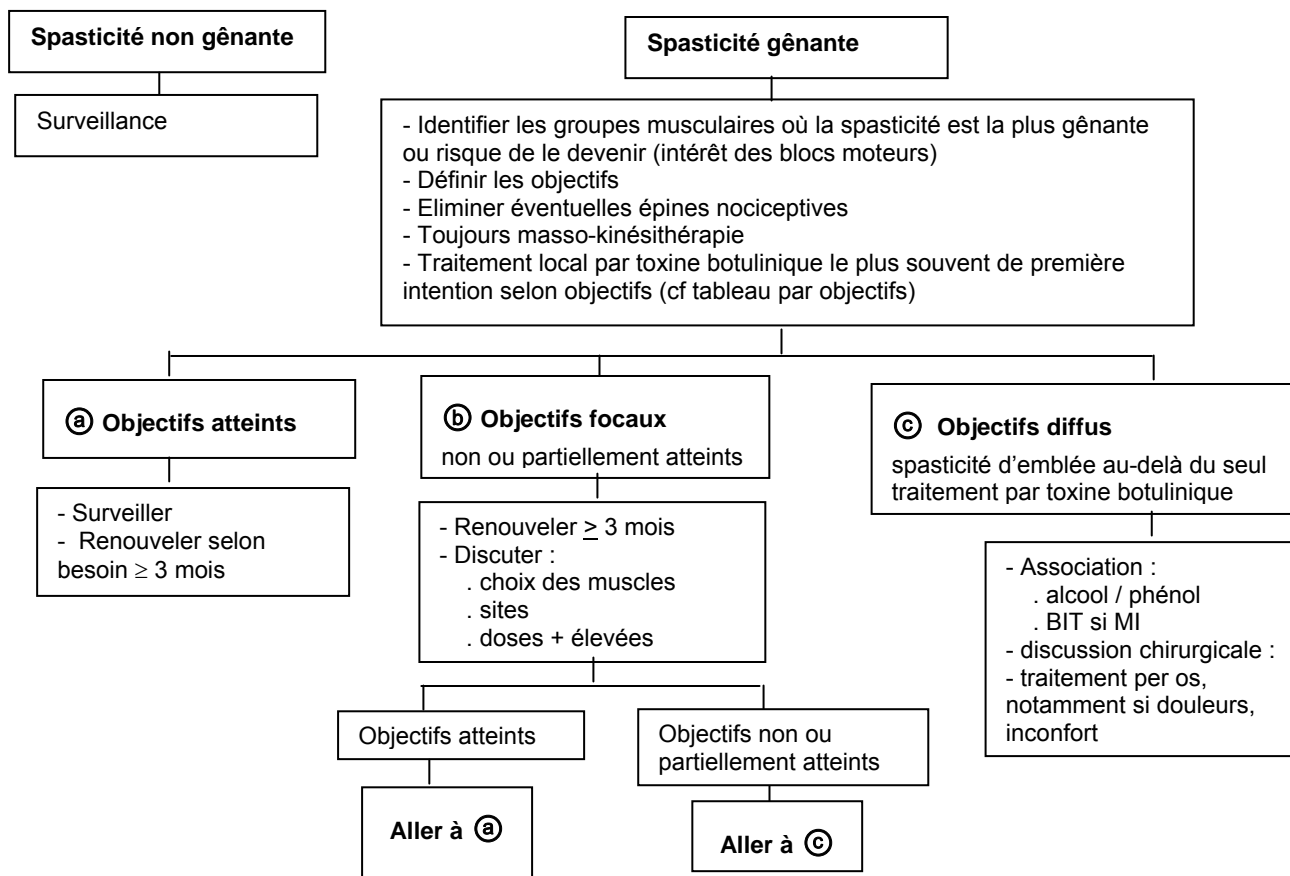 Spasticité non gênante
Spasticité gênante
Surveillance
- Identifier les groupes musculaires où la spasticité est la plus gênante
ou risque de le devenir (intérêt des blocs moteurs)
- Définir les objectifs
- Eliminer éventuelles épines nociceptives
- Toujours masso-kinésithérapie
- Traitement local par toxine botulinique le plus souvent de première
intention selon objectifs (cf tableau par objectifs)
ⓐ Objectifs atteints
- Surveiller
- Renouveler selon
besoin ≥ 3 mois
ⓑ Objectifs focaux
non ou partiellement atteints
- Renouveler ≥ 3 mois
- Discuter :
. choix des muscles
. sites
. doses + élevées
ⓒ Objectifs diffus
spasticité d'emblée au-delà du seul
traitement par toxine botulinique
- Association :
. alcool / phénol
. BIT si MI
- discussion chirurgicale :
- traitement per os,
notamment si douleurs,
inconfort
Objectifs atteints
Aller à ⓐ
Objectifs non ou
partiellement atteints
Aller à ⓒ